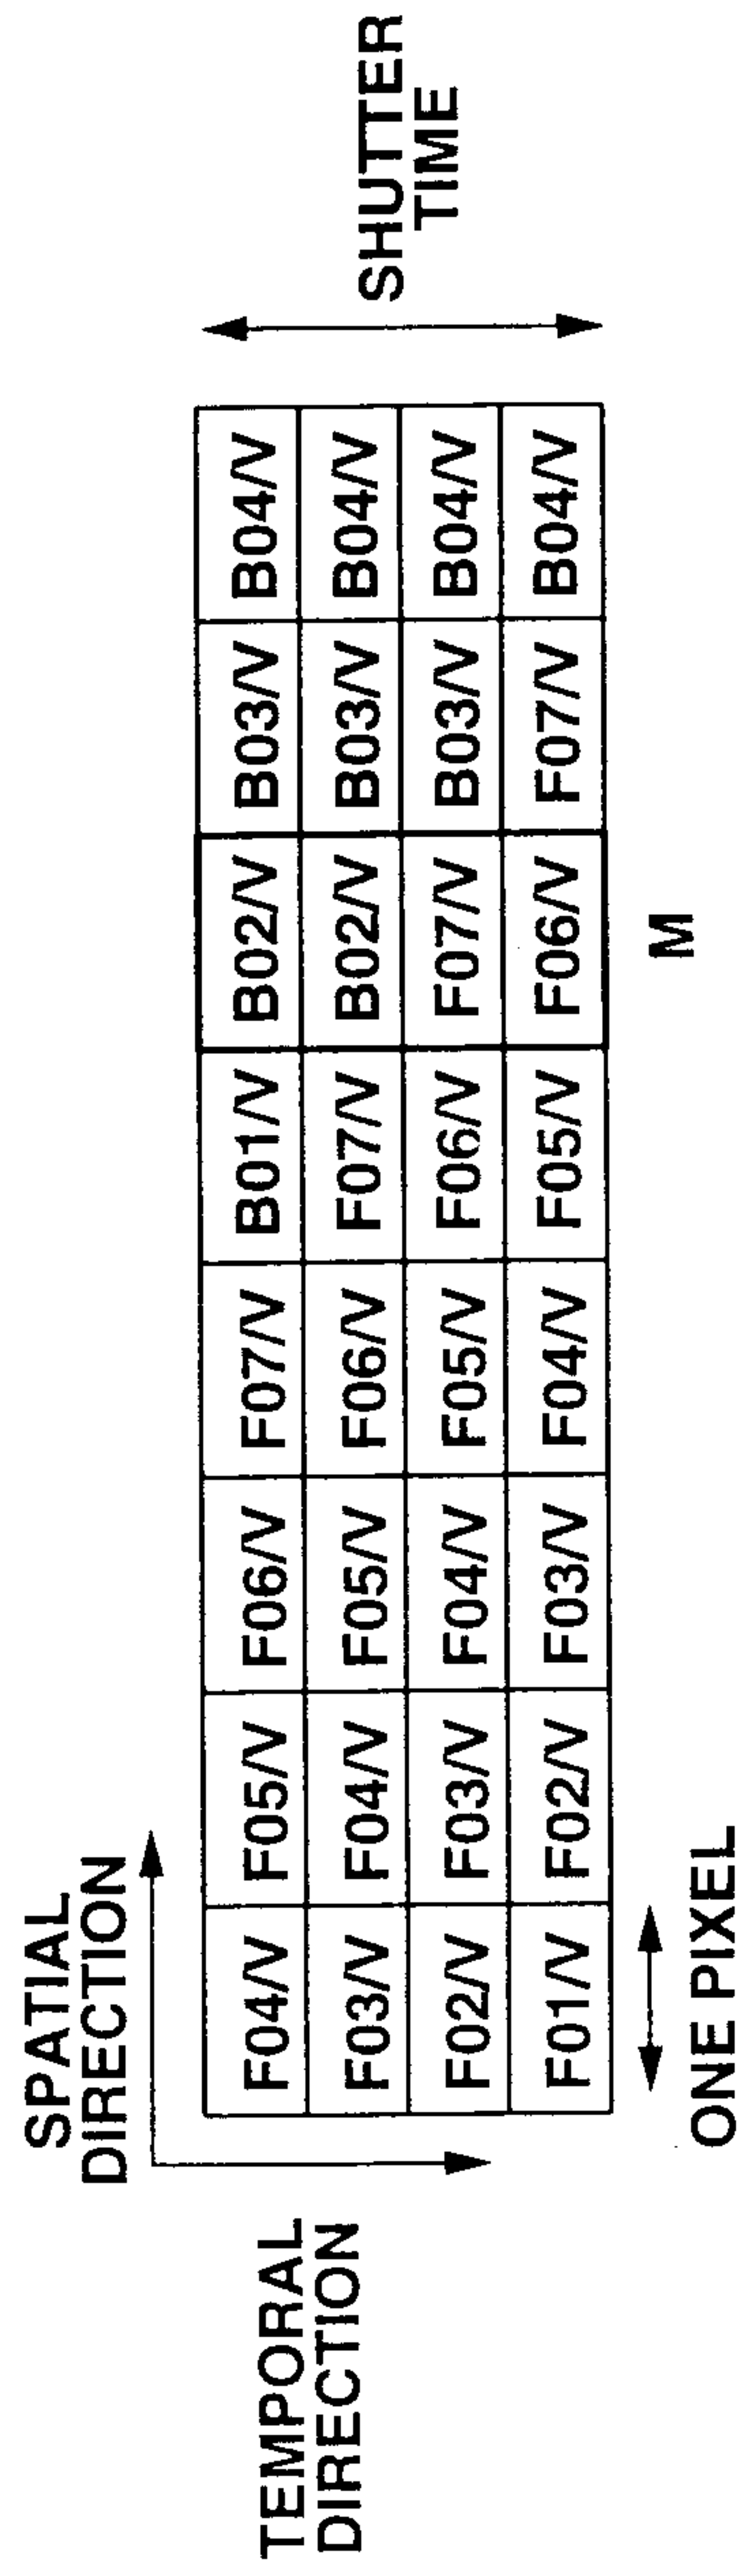 SPATIAL
DIRECTION
TEMPORAL
DIRECTION
F04/V F05/V F06/V F07/V B01/V B02/V B03/V B04/V
F03/V F04/V F05/V F06/V F07/V B02/V B03/V B04/V
F02/V F03/V F04/V F05/V F06/V F07/V B03/V B04/V
F01/V F02/V F03/V F04/V F05/V F06/V F07/V B04/V
SHUTTER
TIME
ONE PIXEL
M